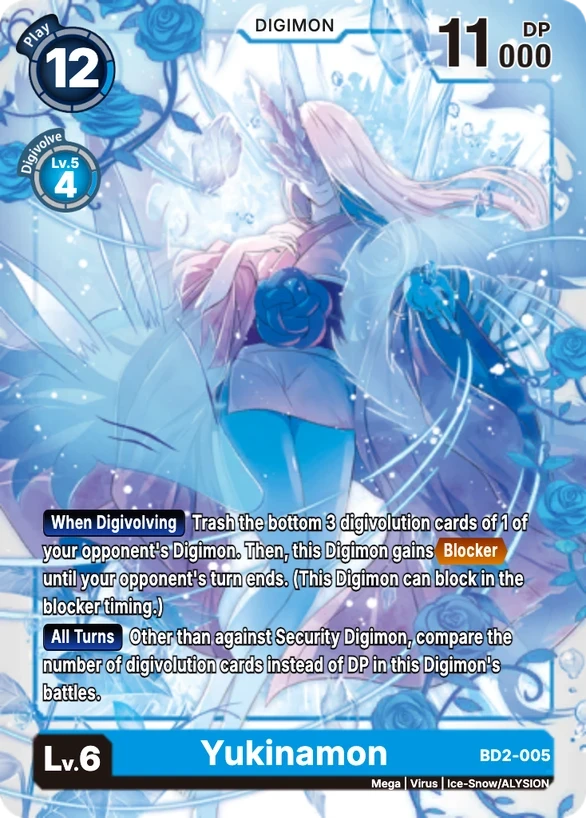 Play
12
DIGIMON
11000
DP
Digivolve
Lv.5
4
When Digivolving Trash the bottom 3 digivolution cards of 1 of
your opponent's Digimon. Then, this Digimon gains Blocker
until your opponent's turn ends. (This Digimon can block in the
blocker timing.)
All Turns Other than against Security Digimon, compare the
number of digivolution cards instead of DP in this Digimon's
battles.
Lv.6
Yukinamon
BD2-005
Mega | Virus | Ice-Snow/ALYSION